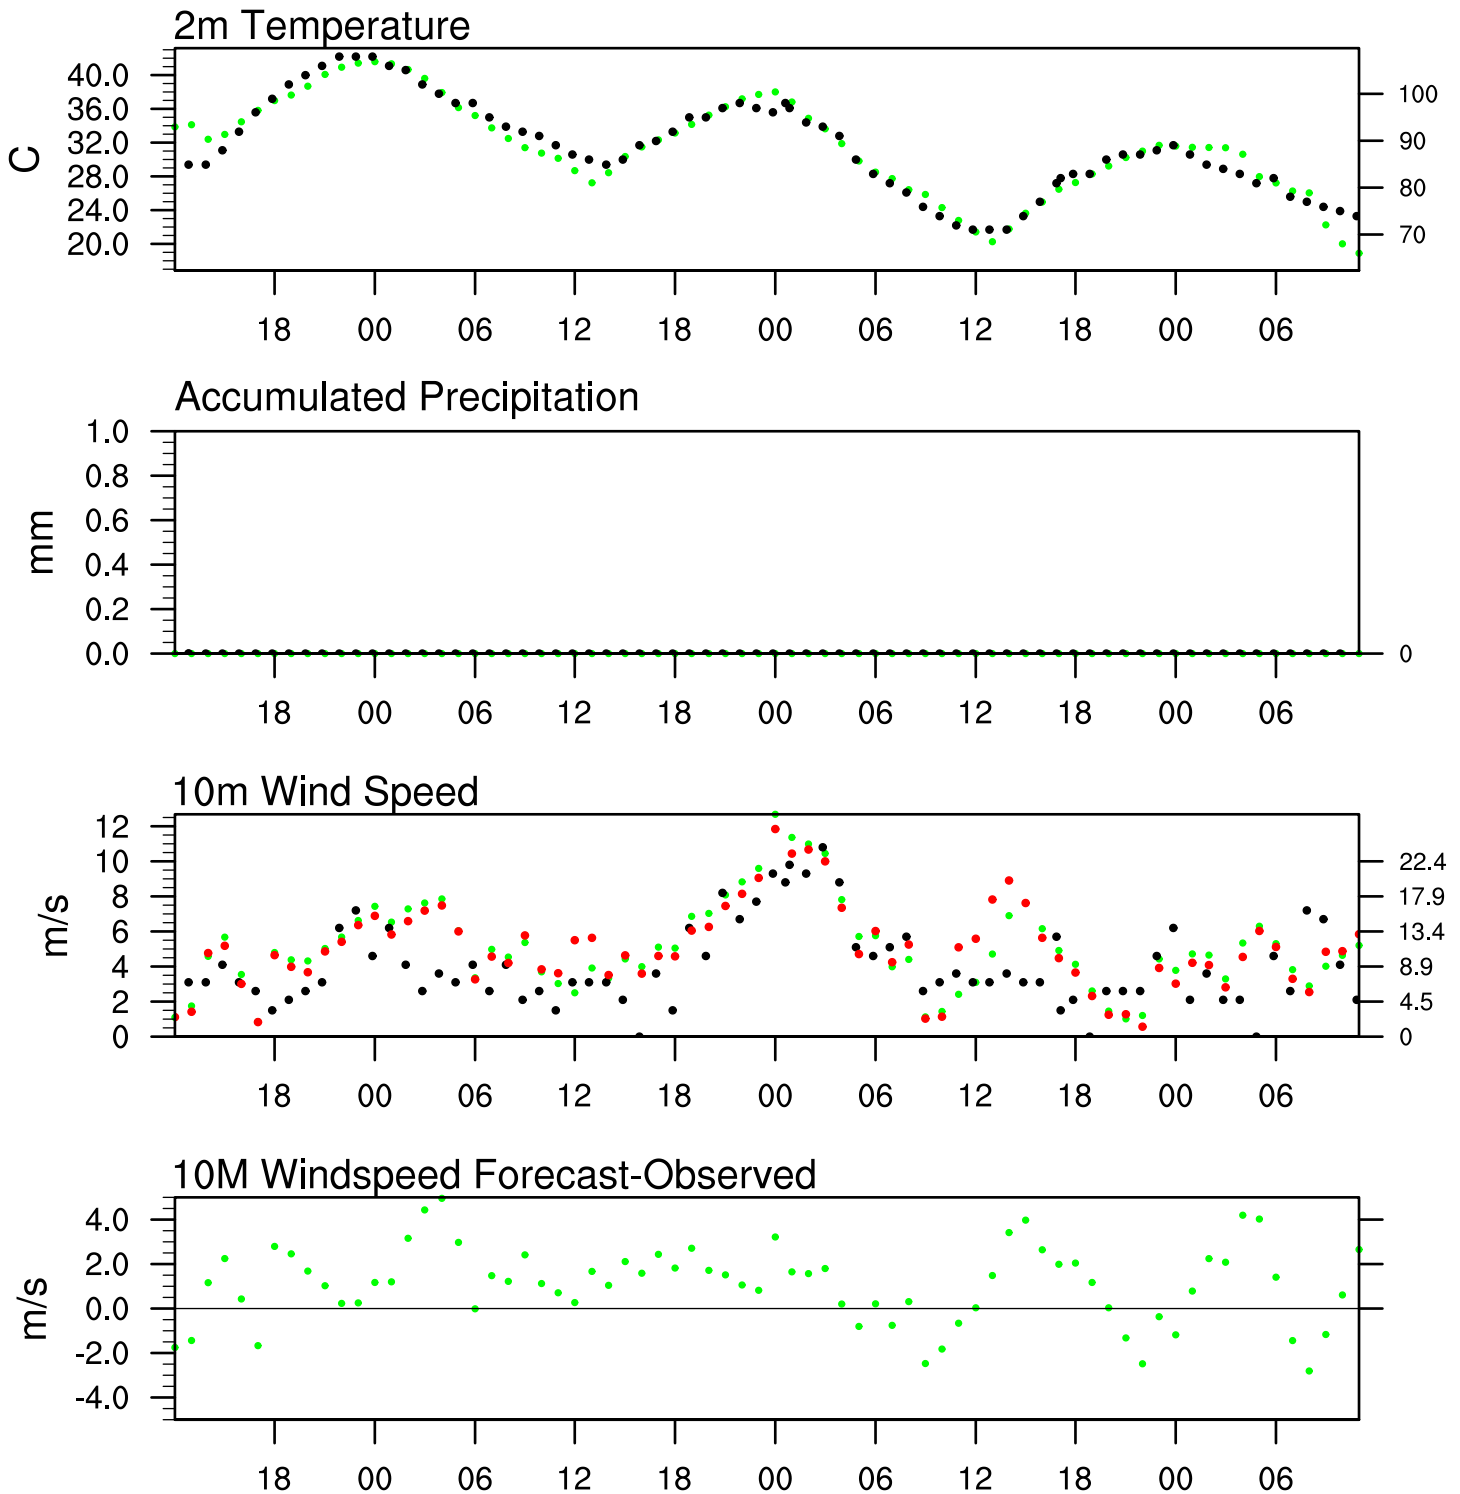 2m Temperature
40.0
36.0
32.0
28.0
24.0
20.0
C
100
90
80
70
18 00 06 12 18 00 06 12 18 00 06
Accumulated Precipitation
1.0
0.8
0.6
0.4
0.2
0.0
mm
0
18 00 06 12 18 00 06 12 18 00 06
10m Wind Speed
12
10
8
6
4
2
0
m/s
22.4
17.9
13.4
8.9
4.5
0
18 00 06 12 18 00 06 12 18 00 06
10M Windspeed Forecast-Observed
4.0
2.0
0.0
-2.0
-4.0
m/s
18 00 06 12 18 00 06 12 18 00 06